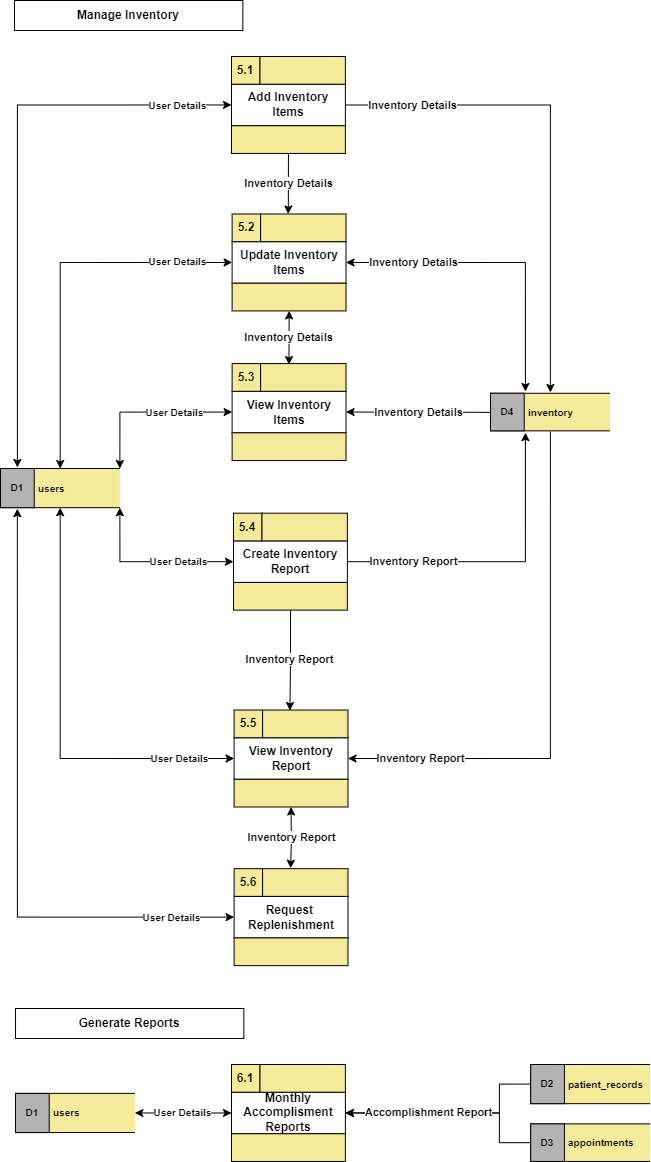 Manage Inventory
5.1
Add Inventory
Items
User Details
Inventory Details
Inventory Details
5.2
Update Inventory
Items
User Details
Inventory Details
Inventory Details
5.3
View Inventory
Items
User Details
Inventory Details
D4
inventory
D1
users
5.4
Create Inventory
Report
User Details
Inventory Report
Inventory Report
5.5
View Inventory
Report
User Details
Inventory Report
Inventory Report
5.6
Request
Replenishment
User Details
Generate Reports
6.1
Monthly
Accomplisment
Reports
D1
users
User Details
Accomplishment Report
D2
patient_records
D3
appointments